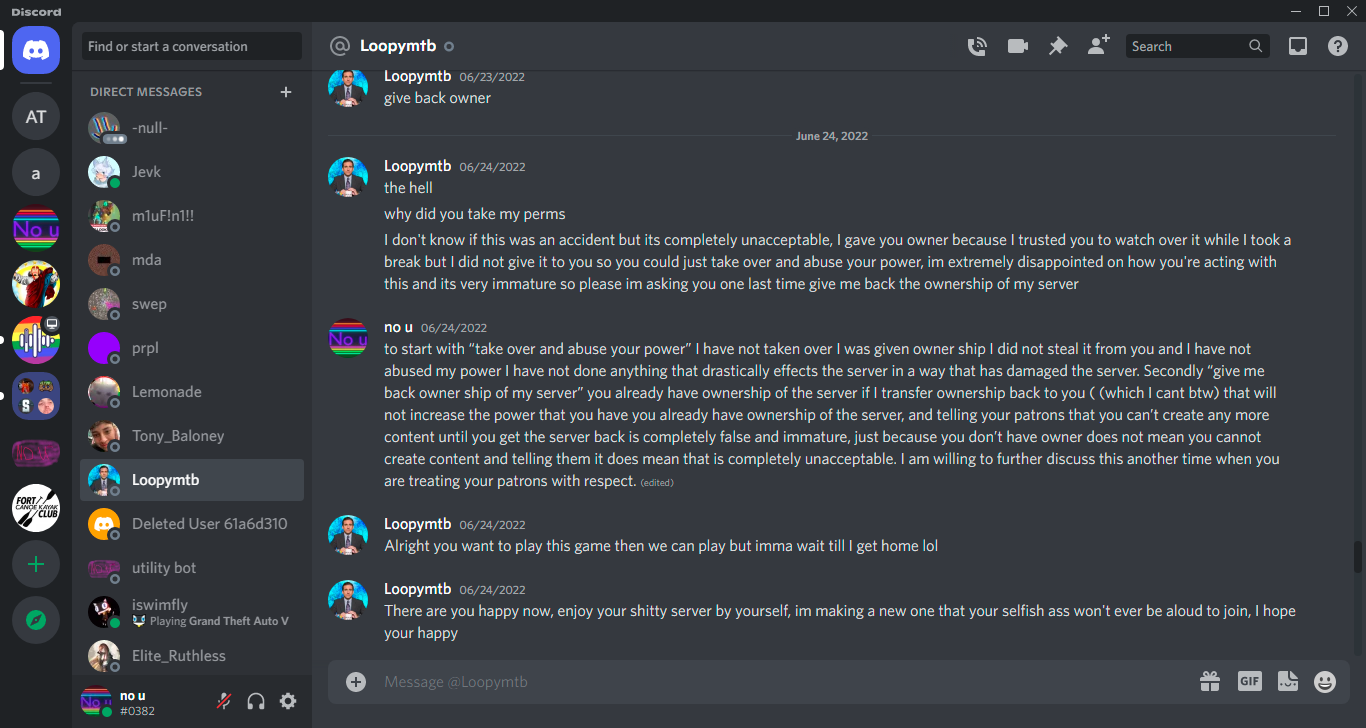 Discord
Find or start a conversation
Loopymtb
Search
DIRECT MESSAGES
AT
a
No u
FORT
CANOE KAYAK
CLUB
-null-
Jevk
m1uF!n1!!
mda
swep
prpl
Lemonade
Tony_Baloney
Loopymtb
Deleted User 61a6d310
utility bot
iswimfly
Playing Grand Theft Auto V
Elite_Ruthless
no u
#0382
Loopymtb 06/23/2022
give back owner
June 24, 2022
Loopymtb 06/24/2022
the hell
why did you take my perms
I don't know if this was an accident but its completely unacceptable, I gave you owner because I trusted you to watch over it while I took a
break but I did not give it to you so you could just take over and abuse your power, im extremely disappointed on how you're acting with
this and its very immature so please im asking you one last time give me back the ownership of my server
No u
no u 06/24/2022
to start with “take over and abuse your power” I have not taken over I was given owner ship I did not steal it from you and I have not
abused my power I have not done anything that drastically effects the server in a way that has damaged the server. Secondly “give me
back owner ship of my server” you already have ownership of the server if I transfer ownership back to you ( (which I cant btw) that will
not increase the power that you have you already have ownership of the server, and telling your patrons that you can’t create any more
content until you get the server back is completely false and immature, just because you don’t have owner does not mean you cannot
create content and telling them it does mean that is completely unacceptable. I am willing to further discuss this another time when you
are treating your patrons with respect. (edited)
Loopymtb 06/24/2022
Alright you want to play this game then we can play but imma wait till I get home lol
Loopymtb 06/24/2022
There are you happy now, enjoy your shitty server by yourself, im making a new one that your selfish ass won't ever be aloud to join, I hope
your happy
Message @Loopymtb
GIF